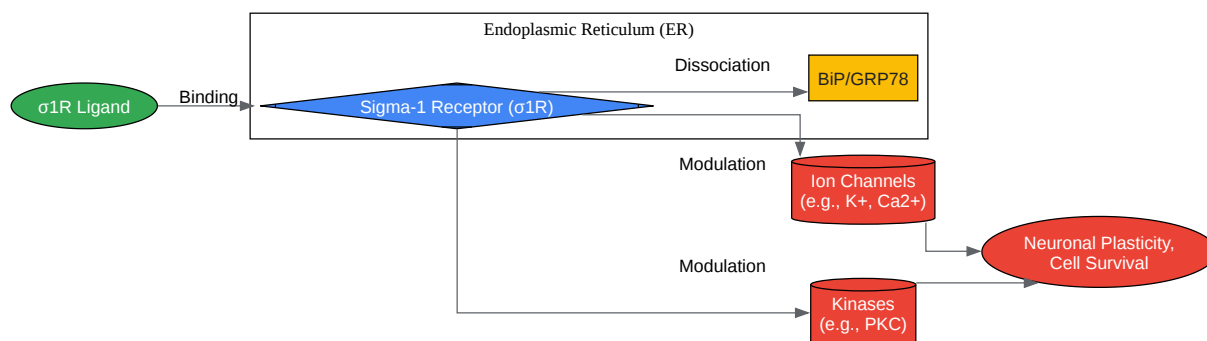 Endoplasmic Reticulum (ER)
Dissociation
BiP/GRP78
σ1R Ligand
Binding
Sigma-1 Receptor (σ1R)
Modulation
Ion Channels
(e.g., K+, Ca2+)
Neuronal Plasticity,
Cell Survival
Modulation
Kinases
(e.g., PKC)